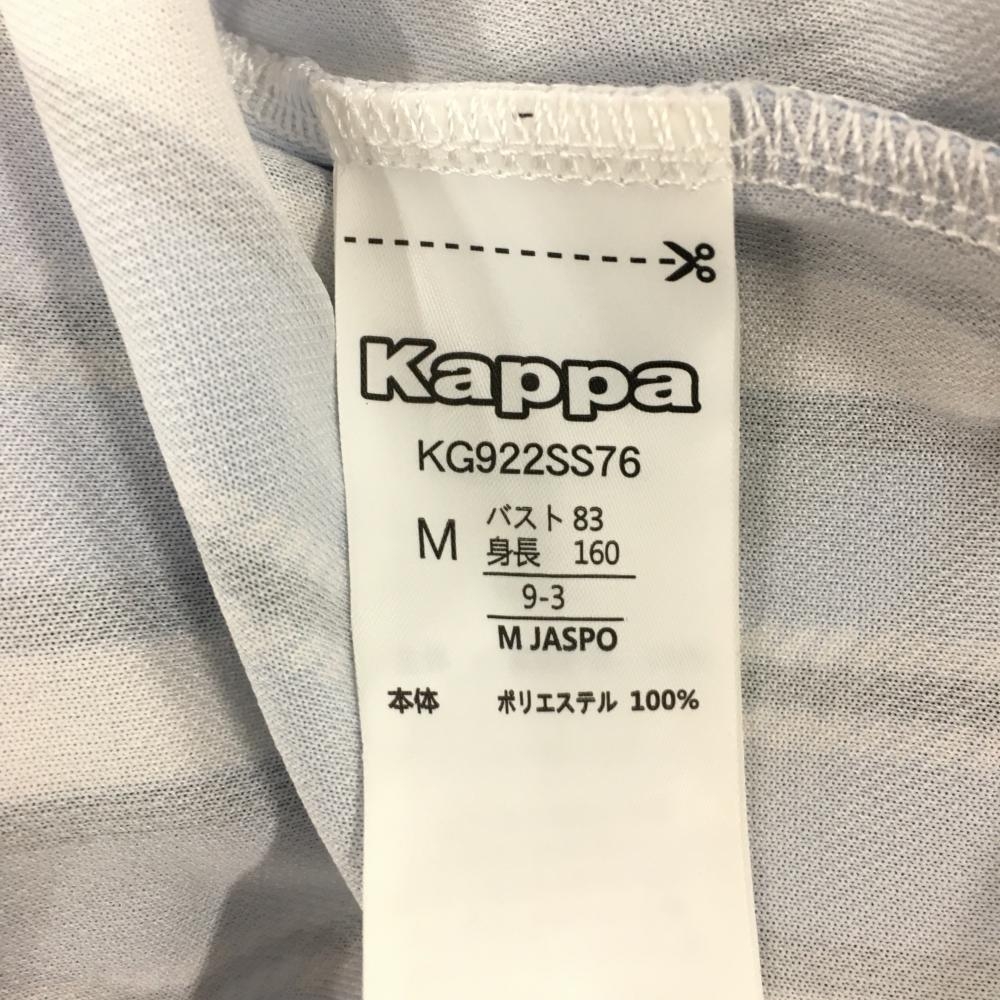 Kappa
KG922SS76
M
バスト 83
身長 160
9-3
M JASPO
本体 ポリエステル 100%